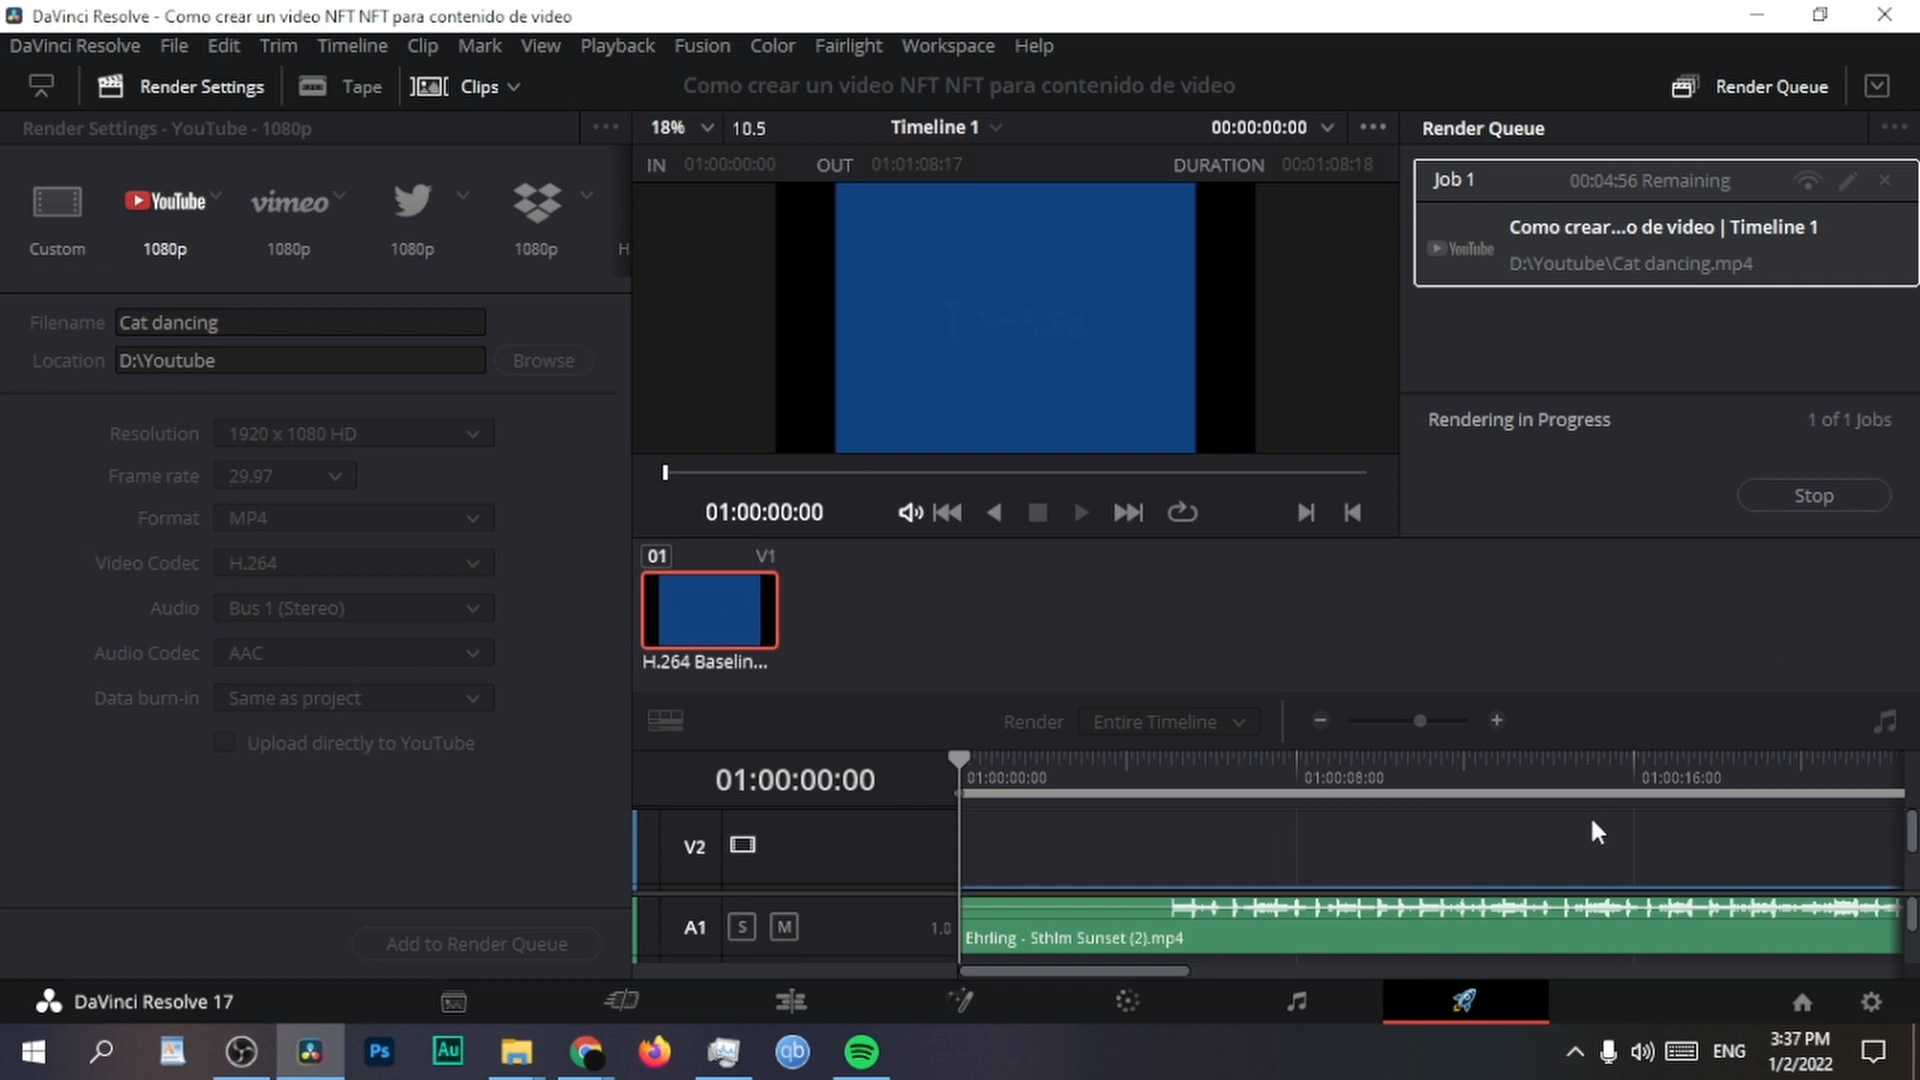 DaVinci Resolve - Como crear un video NFT NFT para contenido de video
DaVinci Resolve File Edit Trim Timeline Clip Mark View Playback Fusion Color Fairlight Workspace Help
Render Settings Tape Clips Como crear un video NFT NFT para contenido de video Render Queue
Render Settings - YouTube - 1080p
18% 10.5 Timeline 1 00:00:00:00
Render Queue
IN 01:00:00:00 OUT 01:01:08:17 DURATION 00:01:08:18
YouTube vimeo
Custom 1080p 1080p 1080p 1080p H
Job 1 00:04:56 Remaining
Como crear...o de video | Timeline 1
YouTube
D:\Youtube\Cat dancing.mp4
Filename Cat dancing
Location D:\Youtube Browse
Resolution 1920 x 1080 HD
Frame rate 29.97
Format MP4
Video Codec H.264
Audio Bus 1 (Stereo)
Audio Codec AAC
Data burn-in Same as project
Upload directly to YouTube
Add to Render Queue
Rendering in Progress 1 of 1 Jobs
Stop
01:00:00:00
01 V1
H.264 Baselin...
Render Entire Timeline
01:00:00:00 01:00:00:00 01:00:08:00 01:00:16:00
V2
A1 S M 1.0
Ehrling - Sthlm Sunset (2).mp4
DaVinci Resolve 17
Ps Au qb
ENG 3:37 PM
1/2/2022